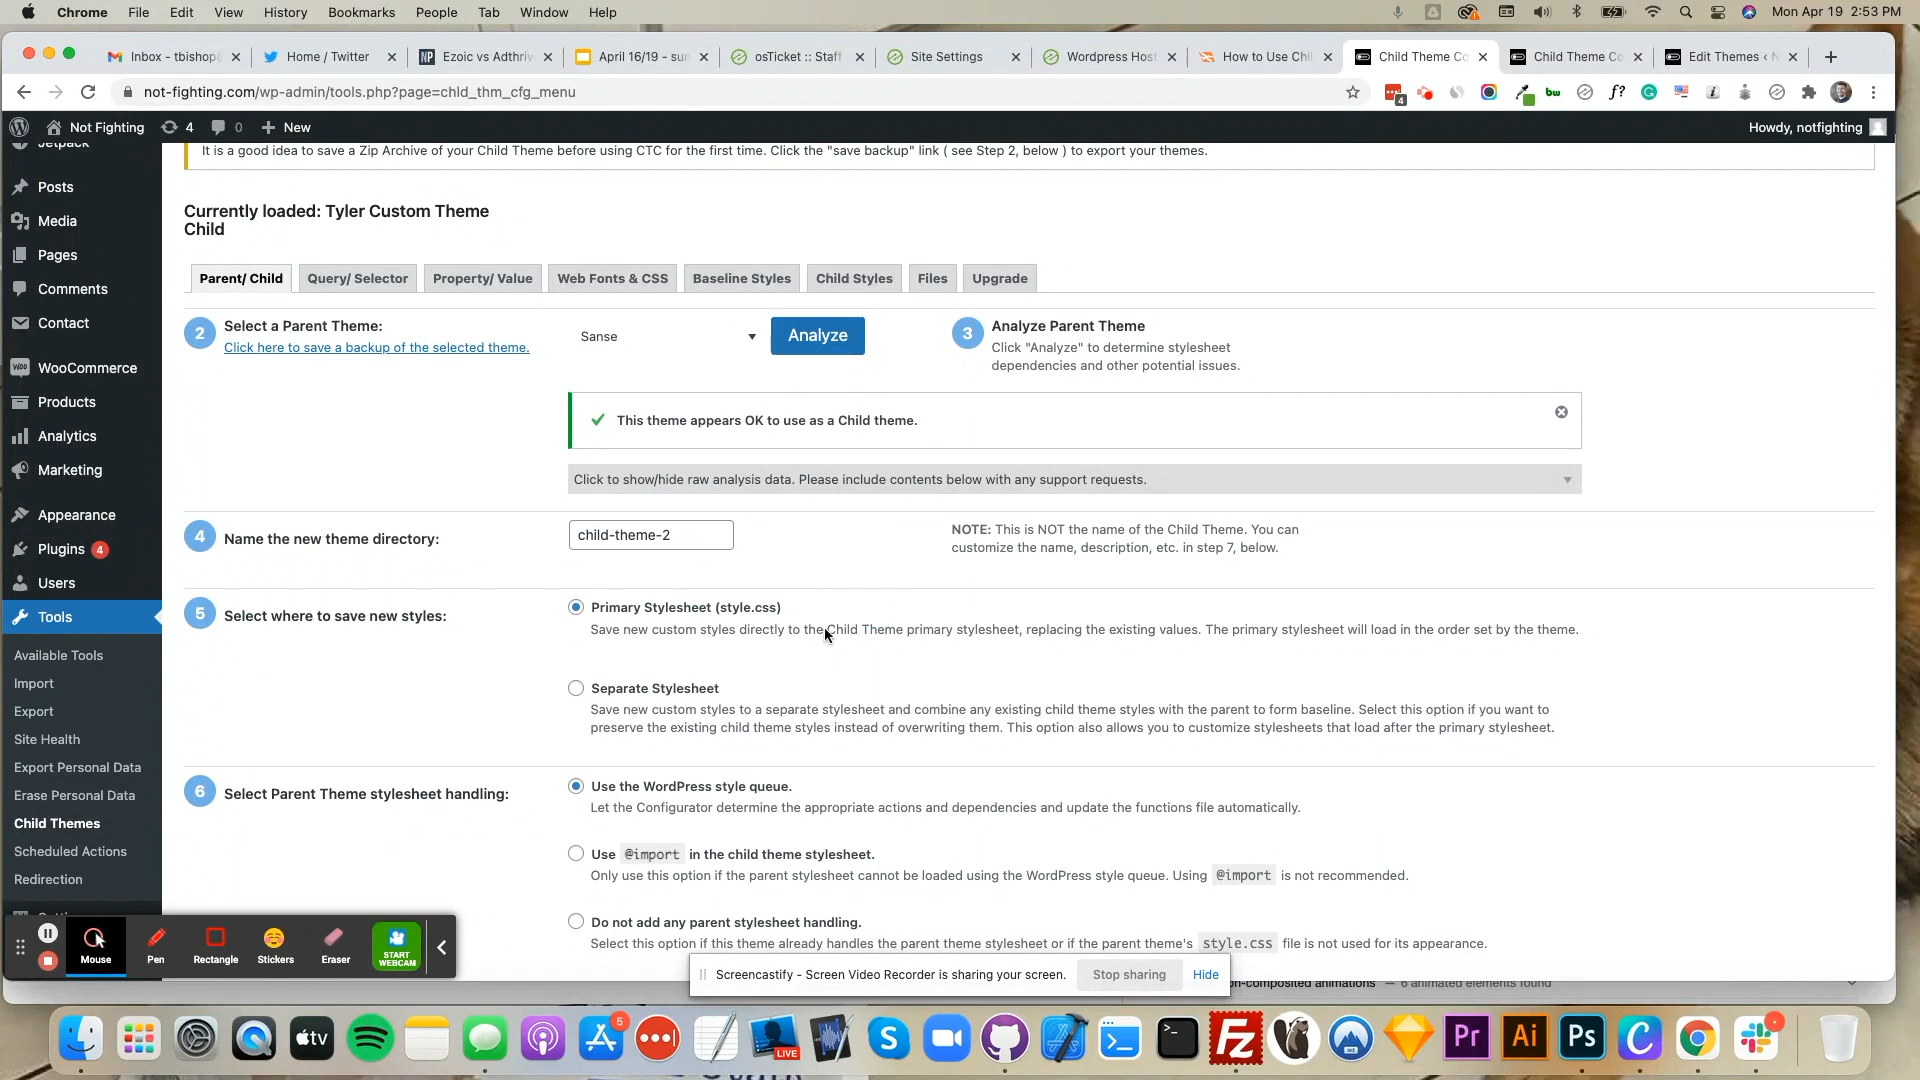 Chrome File Edit View History Bookmarks People Tab Window Help Mon Apr 19 2:53 PM
Inbox - tbishop@ Home / Twitter NP Ezoic vs Adthriv April 16/19 - sun osTicket :: Staff Site Settings Wordpress Host How to Use Chil Child Theme Co Child Theme Co Edit Themes ‹ N
not-fighting.com/wp-admin/tools.php?page=chld_thm_cfg_menu
4 bw f?
Not Fighting 4 0 New Howdy, notfighting
Jetpack
Posts
Media
Pages
Comments
Contact
WooCommerce
Products
Analytics
Marketing
Appearance
Plugins 4
Users
Tools
Available Tools
Import
Export
Site Health
Export Personal Data
Erase Personal Data
Child Themes
Scheduled Actions
Redirection
It is a good idea to save a Zip Archive of your Child Theme before using CTC for the first time. Click the "save backup" link ( see Step 2, below ) to export your themes.
Currently loaded: Tyler Custom Theme
Child
Parent/ Child Query/ Selector Property/ Value Web Fonts & CSS Baseline Styles Child Styles Files Upgrade
2 Select a Parent Theme:
Click here to save a backup of the selected theme.
Sanse Analyze
3 Analyze Parent Theme
Click "Analyze" to determine stylesheet
dependencies and other potential issues.
This theme appears OK to use as a Child theme.
Click to show/hide raw analysis data. Please include contents below with any support requests.
4 Name the new theme directory: child-theme-2
NOTE: This is NOT the name of the Child Theme. You can
customize the name, description, etc. in step 7, below.
5 Select where to save new styles:
Primary Stylesheet (style.css)
Save new custom styles directly to the Child Theme primary stylesheet, replacing the existing values. The primary stylesheet will load in the order set by the theme.
Separate Stylesheet
Save new custom styles to a separate stylesheet and combine any existing child theme styles with the parent to form baseline. Select this option if you want to
preserve the existing child theme styles instead of overwriting them. This option also allows you to customize stylesheets that load after the primary stylesheet.
6 Select Parent Theme stylesheet handling:
Use the WordPress style queue.
Let the Configurator determine the appropriate actions and dependencies and update the functions file automatically.
Use @import in the child theme stylesheet.
Only use this option if the parent stylesheet cannot be loaded using the WordPress style queue. Using @import is not recommended.
Do not add any parent stylesheet handling.
Select this option if this theme already handles the parent theme stylesheet or if the parent theme's style.css file is not used for its appearance.
Mouse Pen Rectangle Stickers Eraser START
WEBCAM
Screencastify - Screen Video Recorder is sharing your screen. Stop sharing Hide
on-composited animations — 6 animated elements found
tv 5 LIVE S Fz Pr Ai Ps C